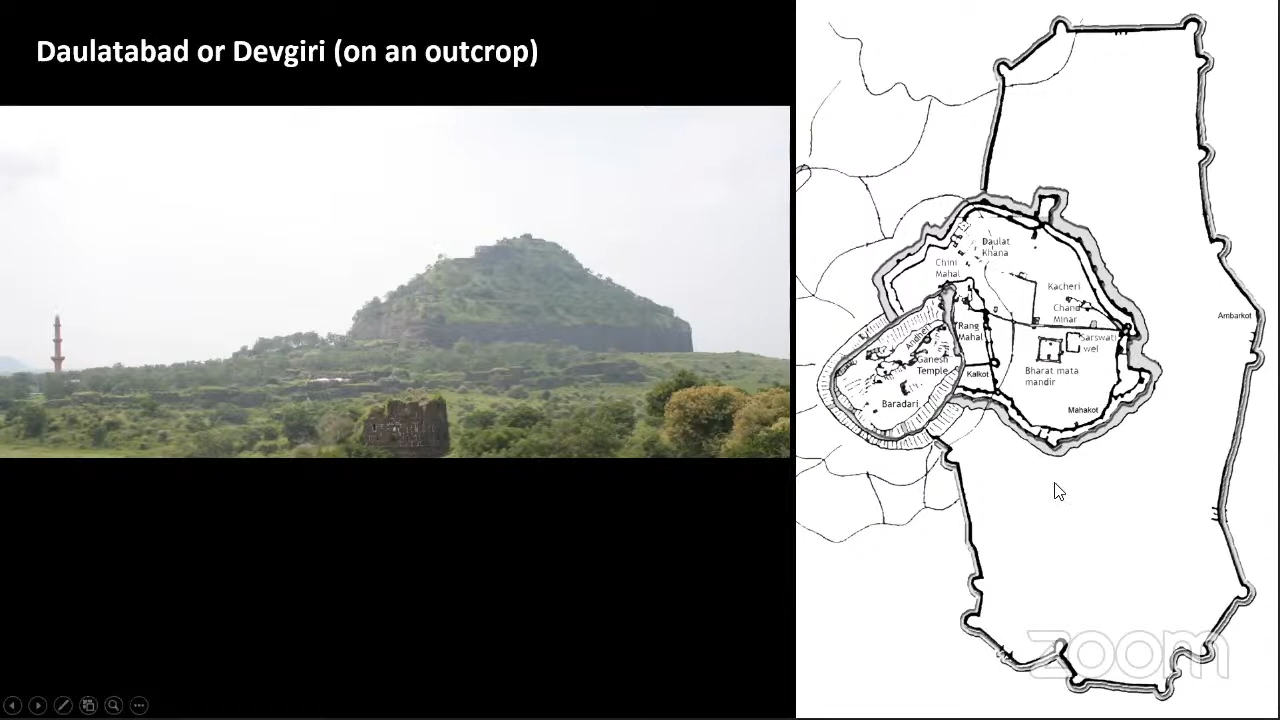 Daulatabad or Devgiri (on an outcrop)
Daulat
Khana
Chini
Mahal
Kacheri
Chand
Minar
Ambarkot
Rang
Mahal
Andheri
Sarswati
wel
Ganesh
Temple
Kalkot
Bharat mata
mandir
Baradari
Mahakot
zoom